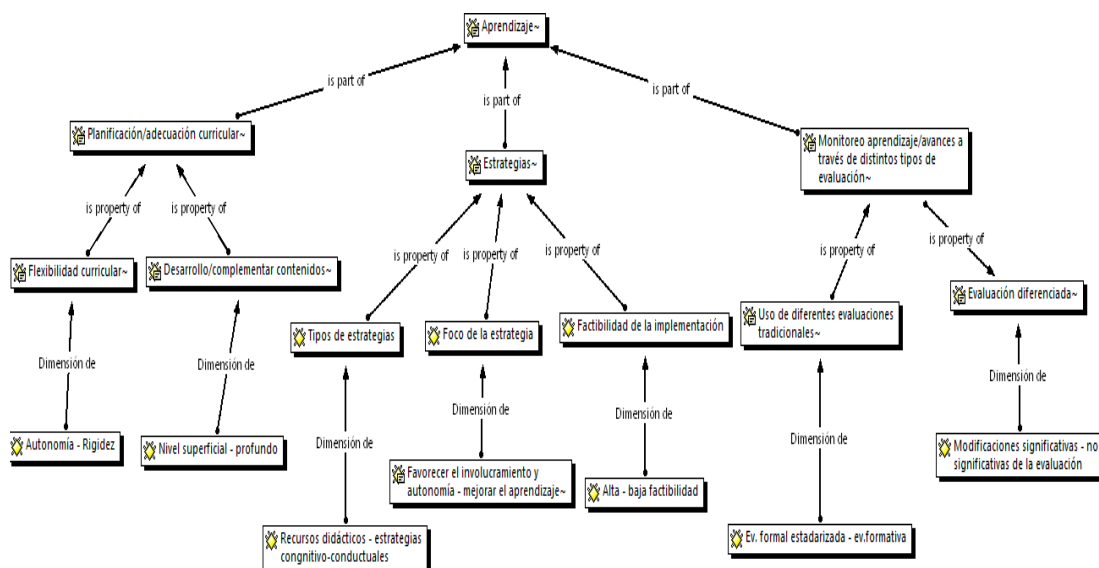 Aprendizaje~
is part of
is part of
is part of
Planificación/adecuación curricular~
Estrategias~
Monitoreo aprendizaje/avances a
través de distintos tipos de
evaluación~
is property of
is property of
is property of
is property of
is property of
is property of
is property of
Flexibilidad curricular~
Desarrollo/complementar contenidos~
Tipos de estrategias
Foco de la estrategia
Factibilidad de la implementación
Uso de diferentes evaluaciones
tradicionales~
Evaluación diferenciada~
Dimensión de
Dimensión de
Dimensión de
Dimensión de
Dimensión de
Dimensión de
Dimensión de
Autonomía - Rigidez
Nivel superficial - profundo
Favorecer el involucramiento y
autonomía - mejorar el aprendizaje~
Alta - baja factibilidad
Modificaciones significativas - no
significativas de la evaluación
Recursos didácticos - estrategias
congnitivo-conductuales
Ev. formal estadarizada - ev.formativa